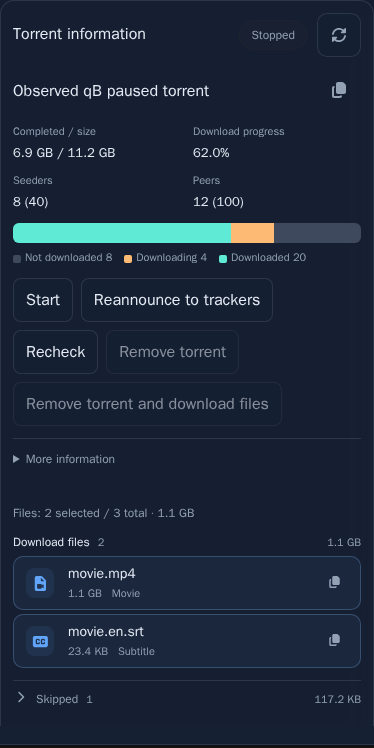 Torrent information
Stopped
Observed qB paused torrent
Completed / size
Download progress
6.9 GB / 11.2 GB
62.0%
Seeders
Peers
8 (40)
12 (100)
Not downloaded 8
Downloading 4
Downloaded 20
Start
Reannounce to trackers
Recheck
Remove torrent
Remove torrent and download files
More information
Files: 2 selected / 3 total · 1.1 GB
Download files 2
1.1 GB
movie.mp4
1.1 GB Movie
CC
movie.en.srt
23.4 KB Subtitle
Skipped 1
117.2 KB